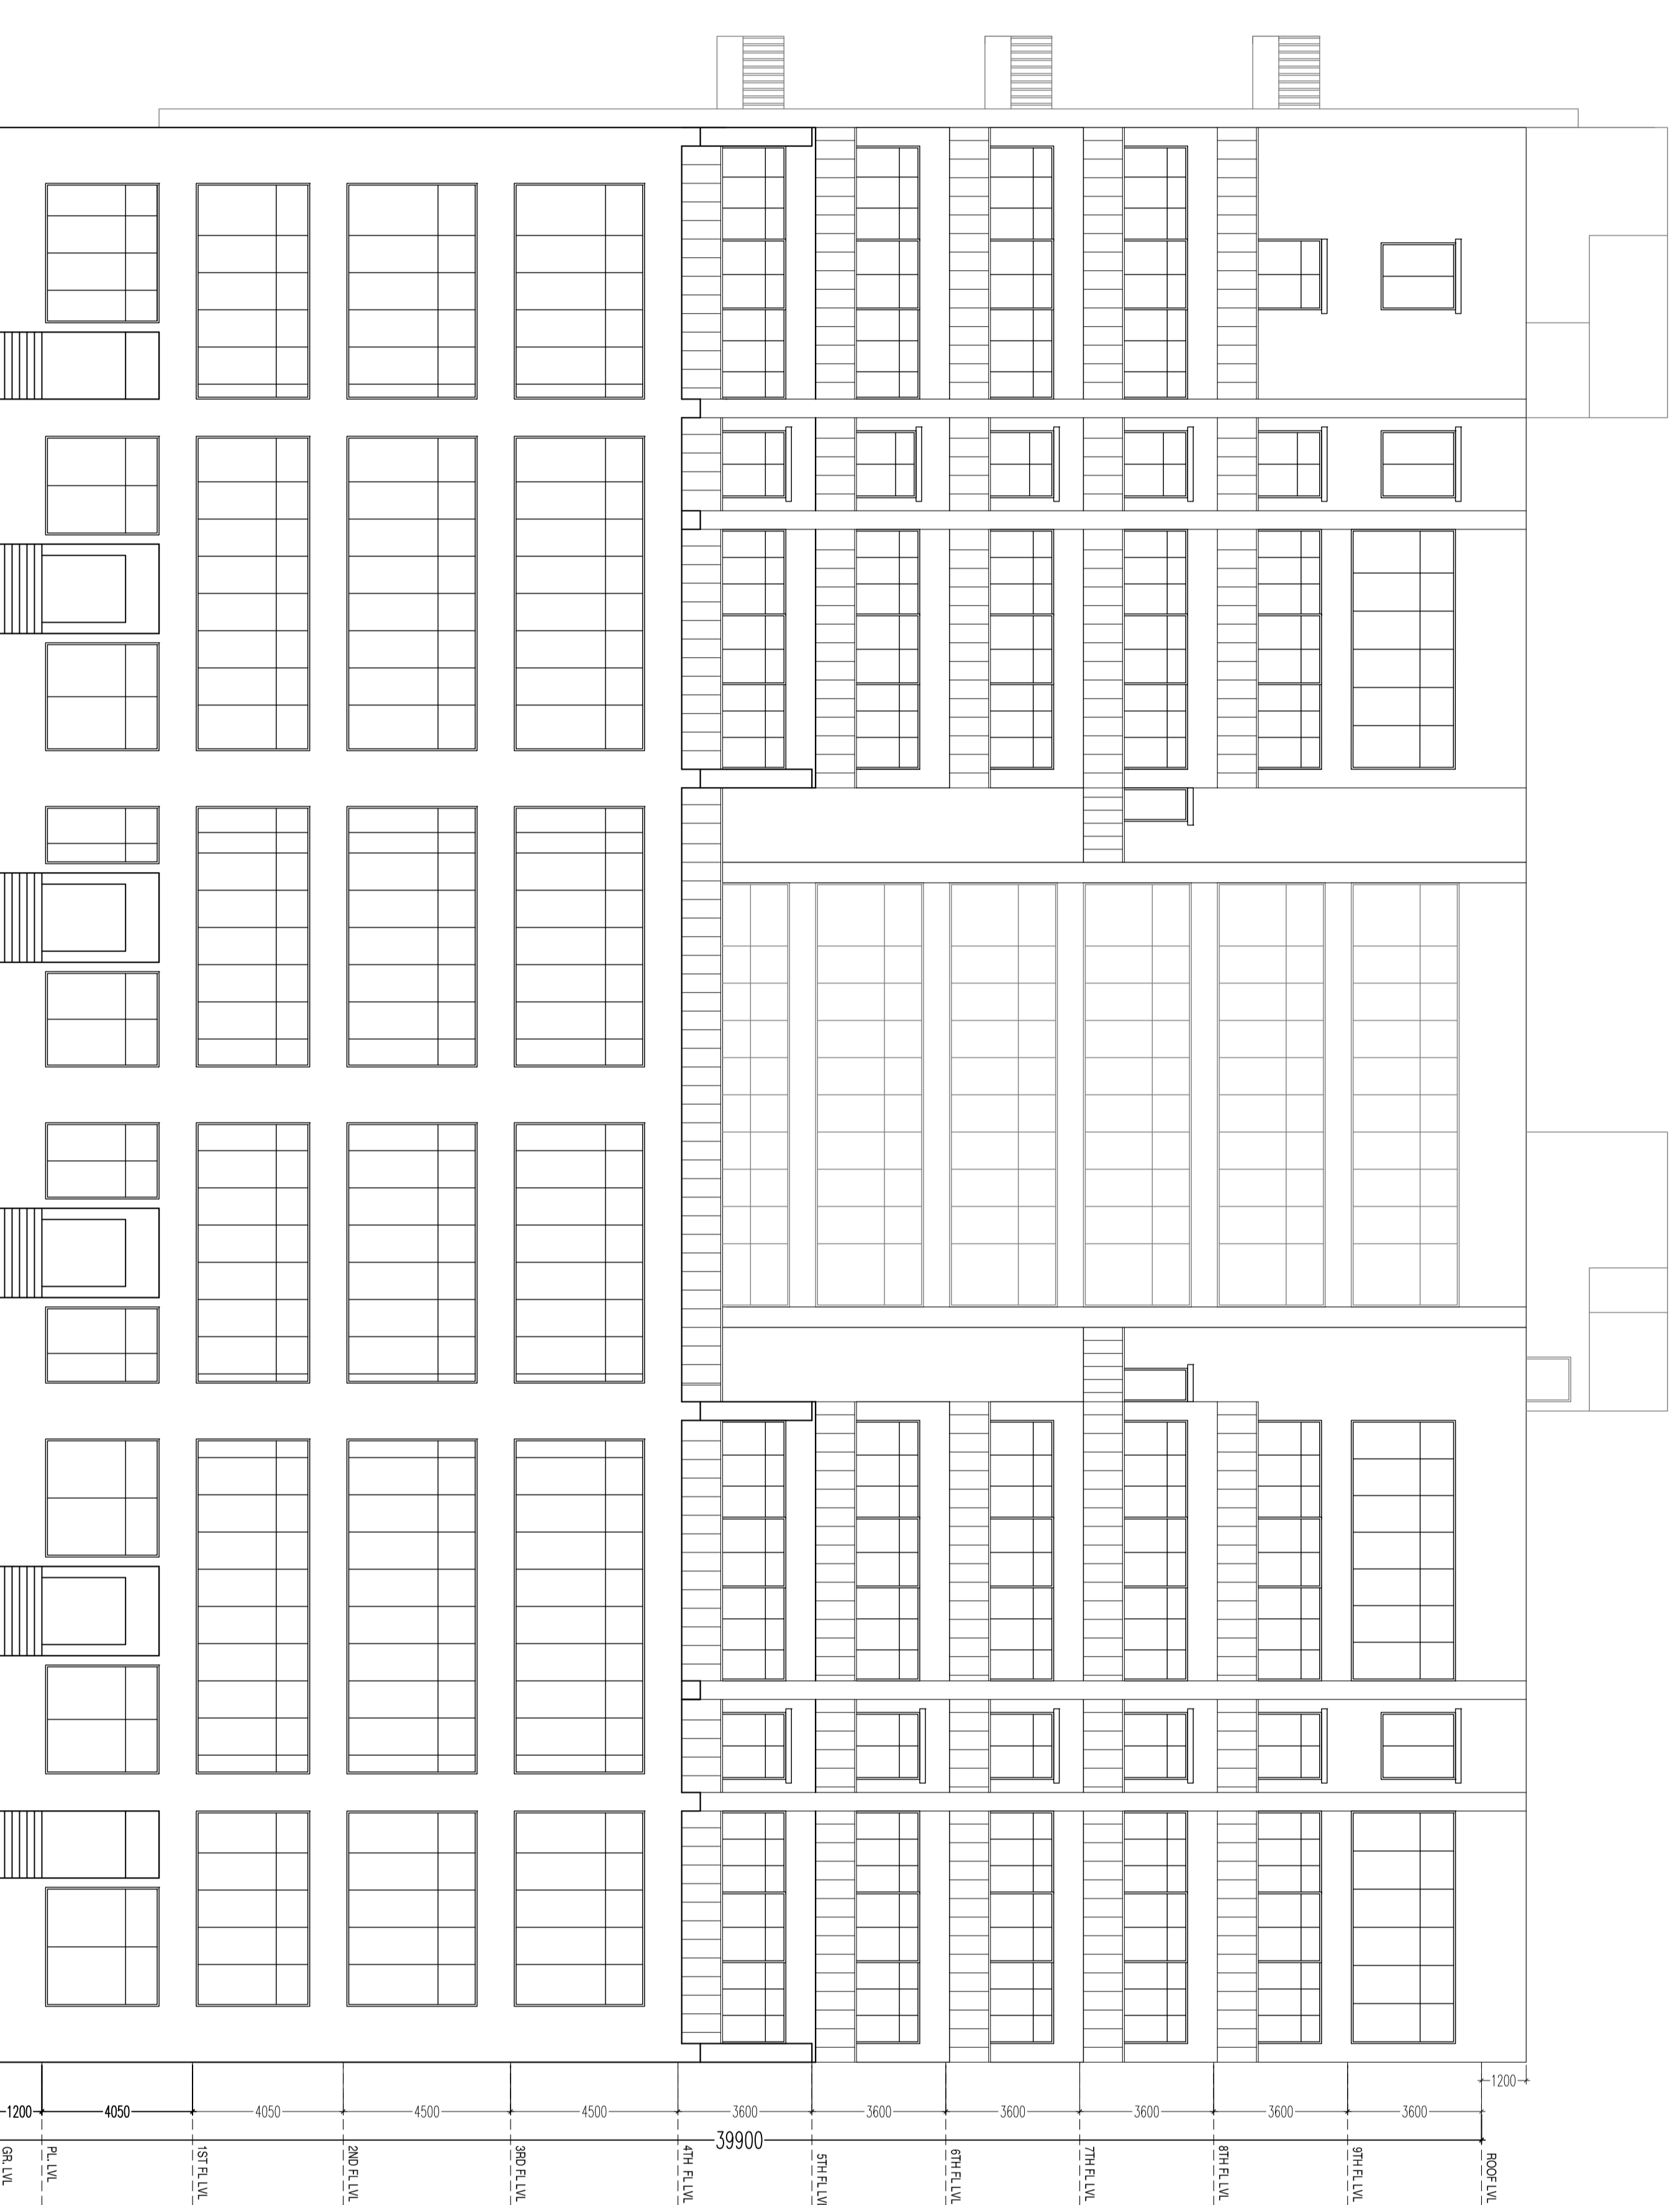 1200
1200
4050
4050
4500
4500
3600
3600
3600
3600
3600
3600
39900
GR. LVL
PL. LVL
1ST FL LVL
2ND FL LVL
3RD FL LVL
4TH FL LVL
5TH FL LVL
6TH FL LVL
7TH FL LVL
8TH FL LVL
9TH FL LVL
ROOF LVL